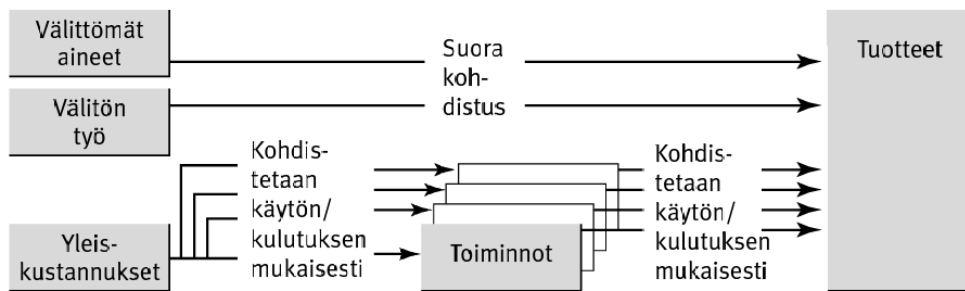 Välittömät
aineet
Suora
koh-
distus
Tuotteet
Välitön
työ
Kohdis-
tetaan
käytön/
kulutuksen
mukaisesti
Kohdis-
tetaan
käytön/
kulutuksen
mukaisesti
Yleis-
kustannukset
Toiminnot